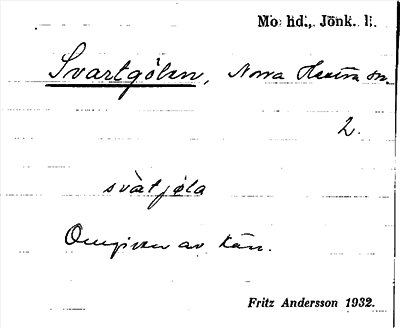 Mo hd., Jönk. l.
Svartgölen, Norra Hestra sn.
2.
svàtjøla
Omgiven av kärr.
Fritz Andersson 1932.